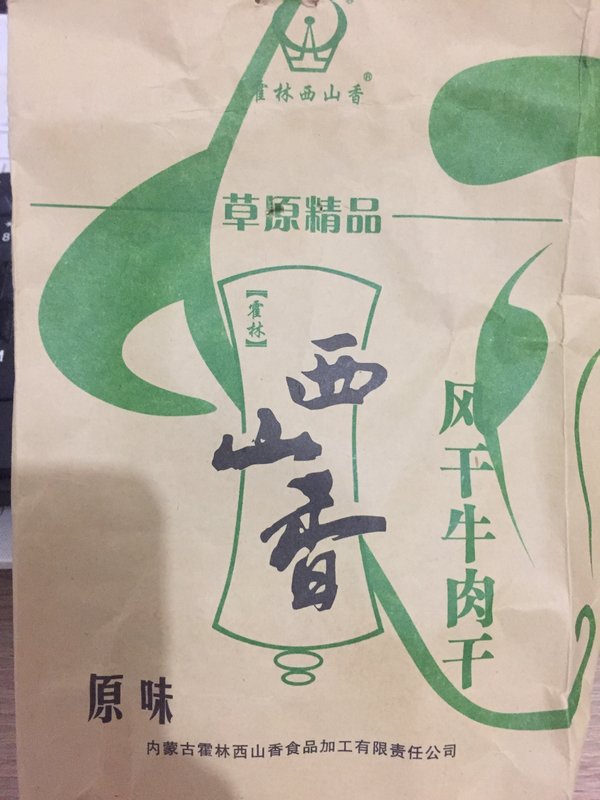 霍林西山香®
草原精品
【霍林】
西山香
风干牛肉干
原味
内蒙古霍林西山香食品加工有限责任公司